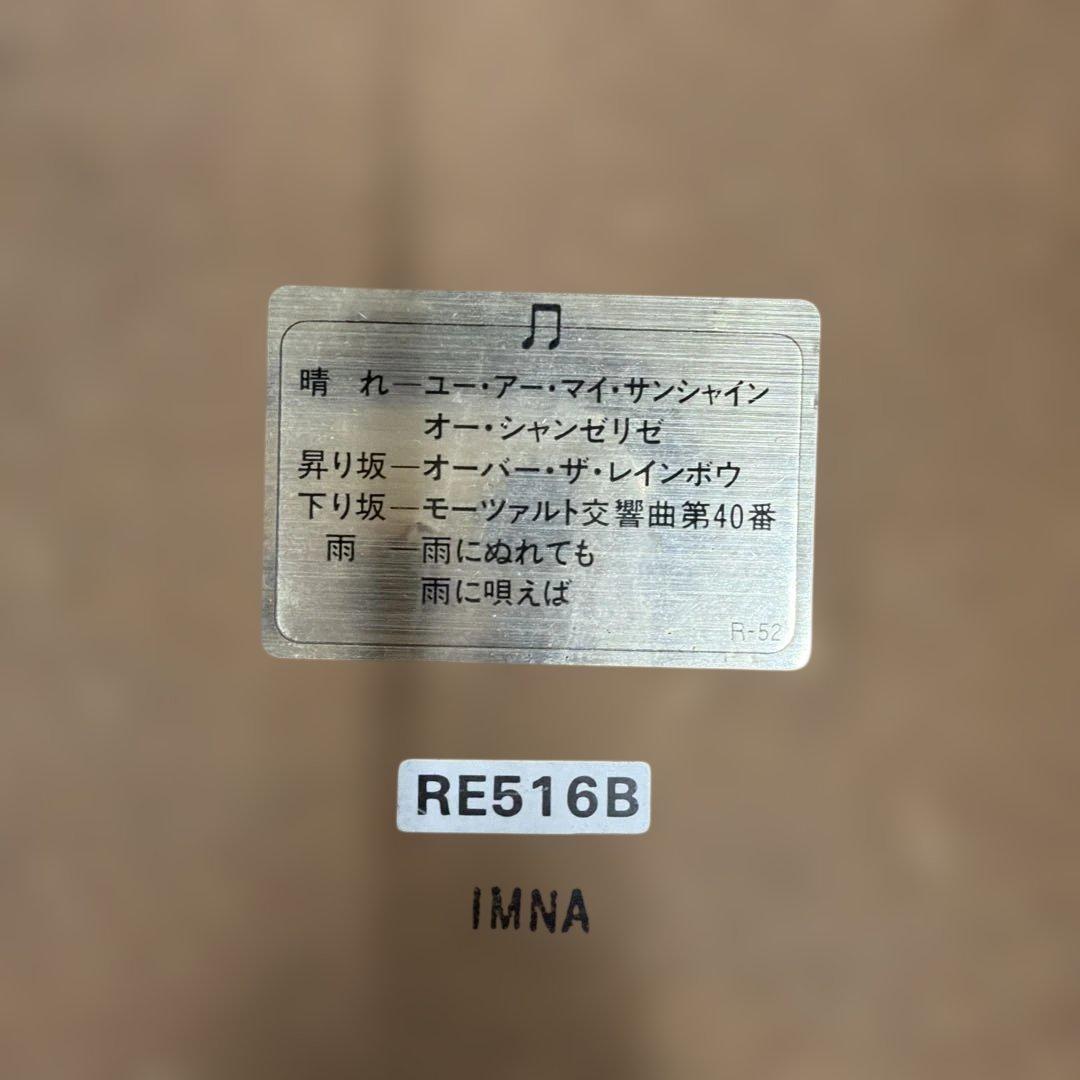 ♫
晴 れ―ユー・アー・マイ・サンシャイン
オー・シャンゼリゼ
昇り坂―オーバー・ザ・レインボウ
下り坂―モーツァルト交響曲第40番
雨 ―雨にぬれても
雨に唄えば
R-52
RE516B
IMNA